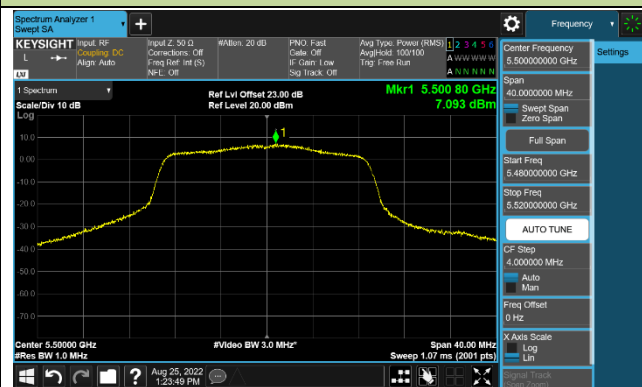 Spectrum Analyzer 1
Swept SA
Frequency
KEYSIGHT
Input: RF
Coupling: DC
Align: Auto
Input Z: 50 Ω
Corrections: Off
Freq Ref: Int (S)
NFE: Off
#Atten: 20 dB
PNO: Fast
Gate: Off
IF Gain: Low
Sig Track: Off
Avg Type: Power (RMS)
Avg|Hold: 100/100
Trig: Free Run
1 2 3 4 5 6
A W W W W W
A N N N N N
L
LXI
1 Spectrum
Scale/Div 10 dB
Ref Lvl Offset 23.00 dB
Ref Level 20.00 dBm
Mkr1 5.500 80 GHz
7.093 dBm
Log
1
10.0
0.00
-10.0
-20.0
-30.0
-40.0
-50.0
-60.0
-70.0
Center 5.50000 GHz
#Res BW 1.0 MHz
#Video BW 3.0 MHz*
Span 40.00 MHz
Sweep 1.07 ms (2001 pts)
Aug 25, 2022
1:23:49 PM
Center Frequency
5.500000000 GHz
Settings
Span
40.0000000 MHz
Swept Span
Zero Span
Full Span
Start Freq
5.480000000 GHz
Stop Freq
5.520000000 GHz
AUTO TUNE
CF Step
4.000000 MHz
Auto
Man
Freq Offset
0 Hz
X Axis Scale
Log
Lin
Signal Track
(Span Zoom)